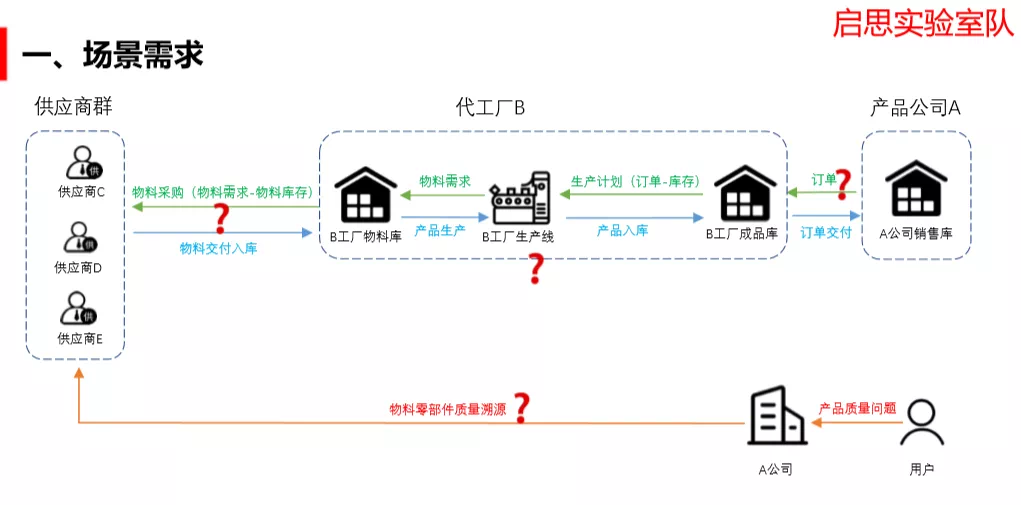 启思实验室队
一、场景需求
供应商群
代工厂B
产品公司A
供
供应商C
供
供应商D
供
供应商E
物料采购（物料需求-物料库存）
?
物料交付入库
B工厂物料库
物料需求
产品生产
B工厂生产线
?
生产计划（订单-库存）
产品入库
B工厂成品库
订单
?
订单交付
A公司销售库
物料零部件质量溯源
?
产品质量问题
A公司
用户